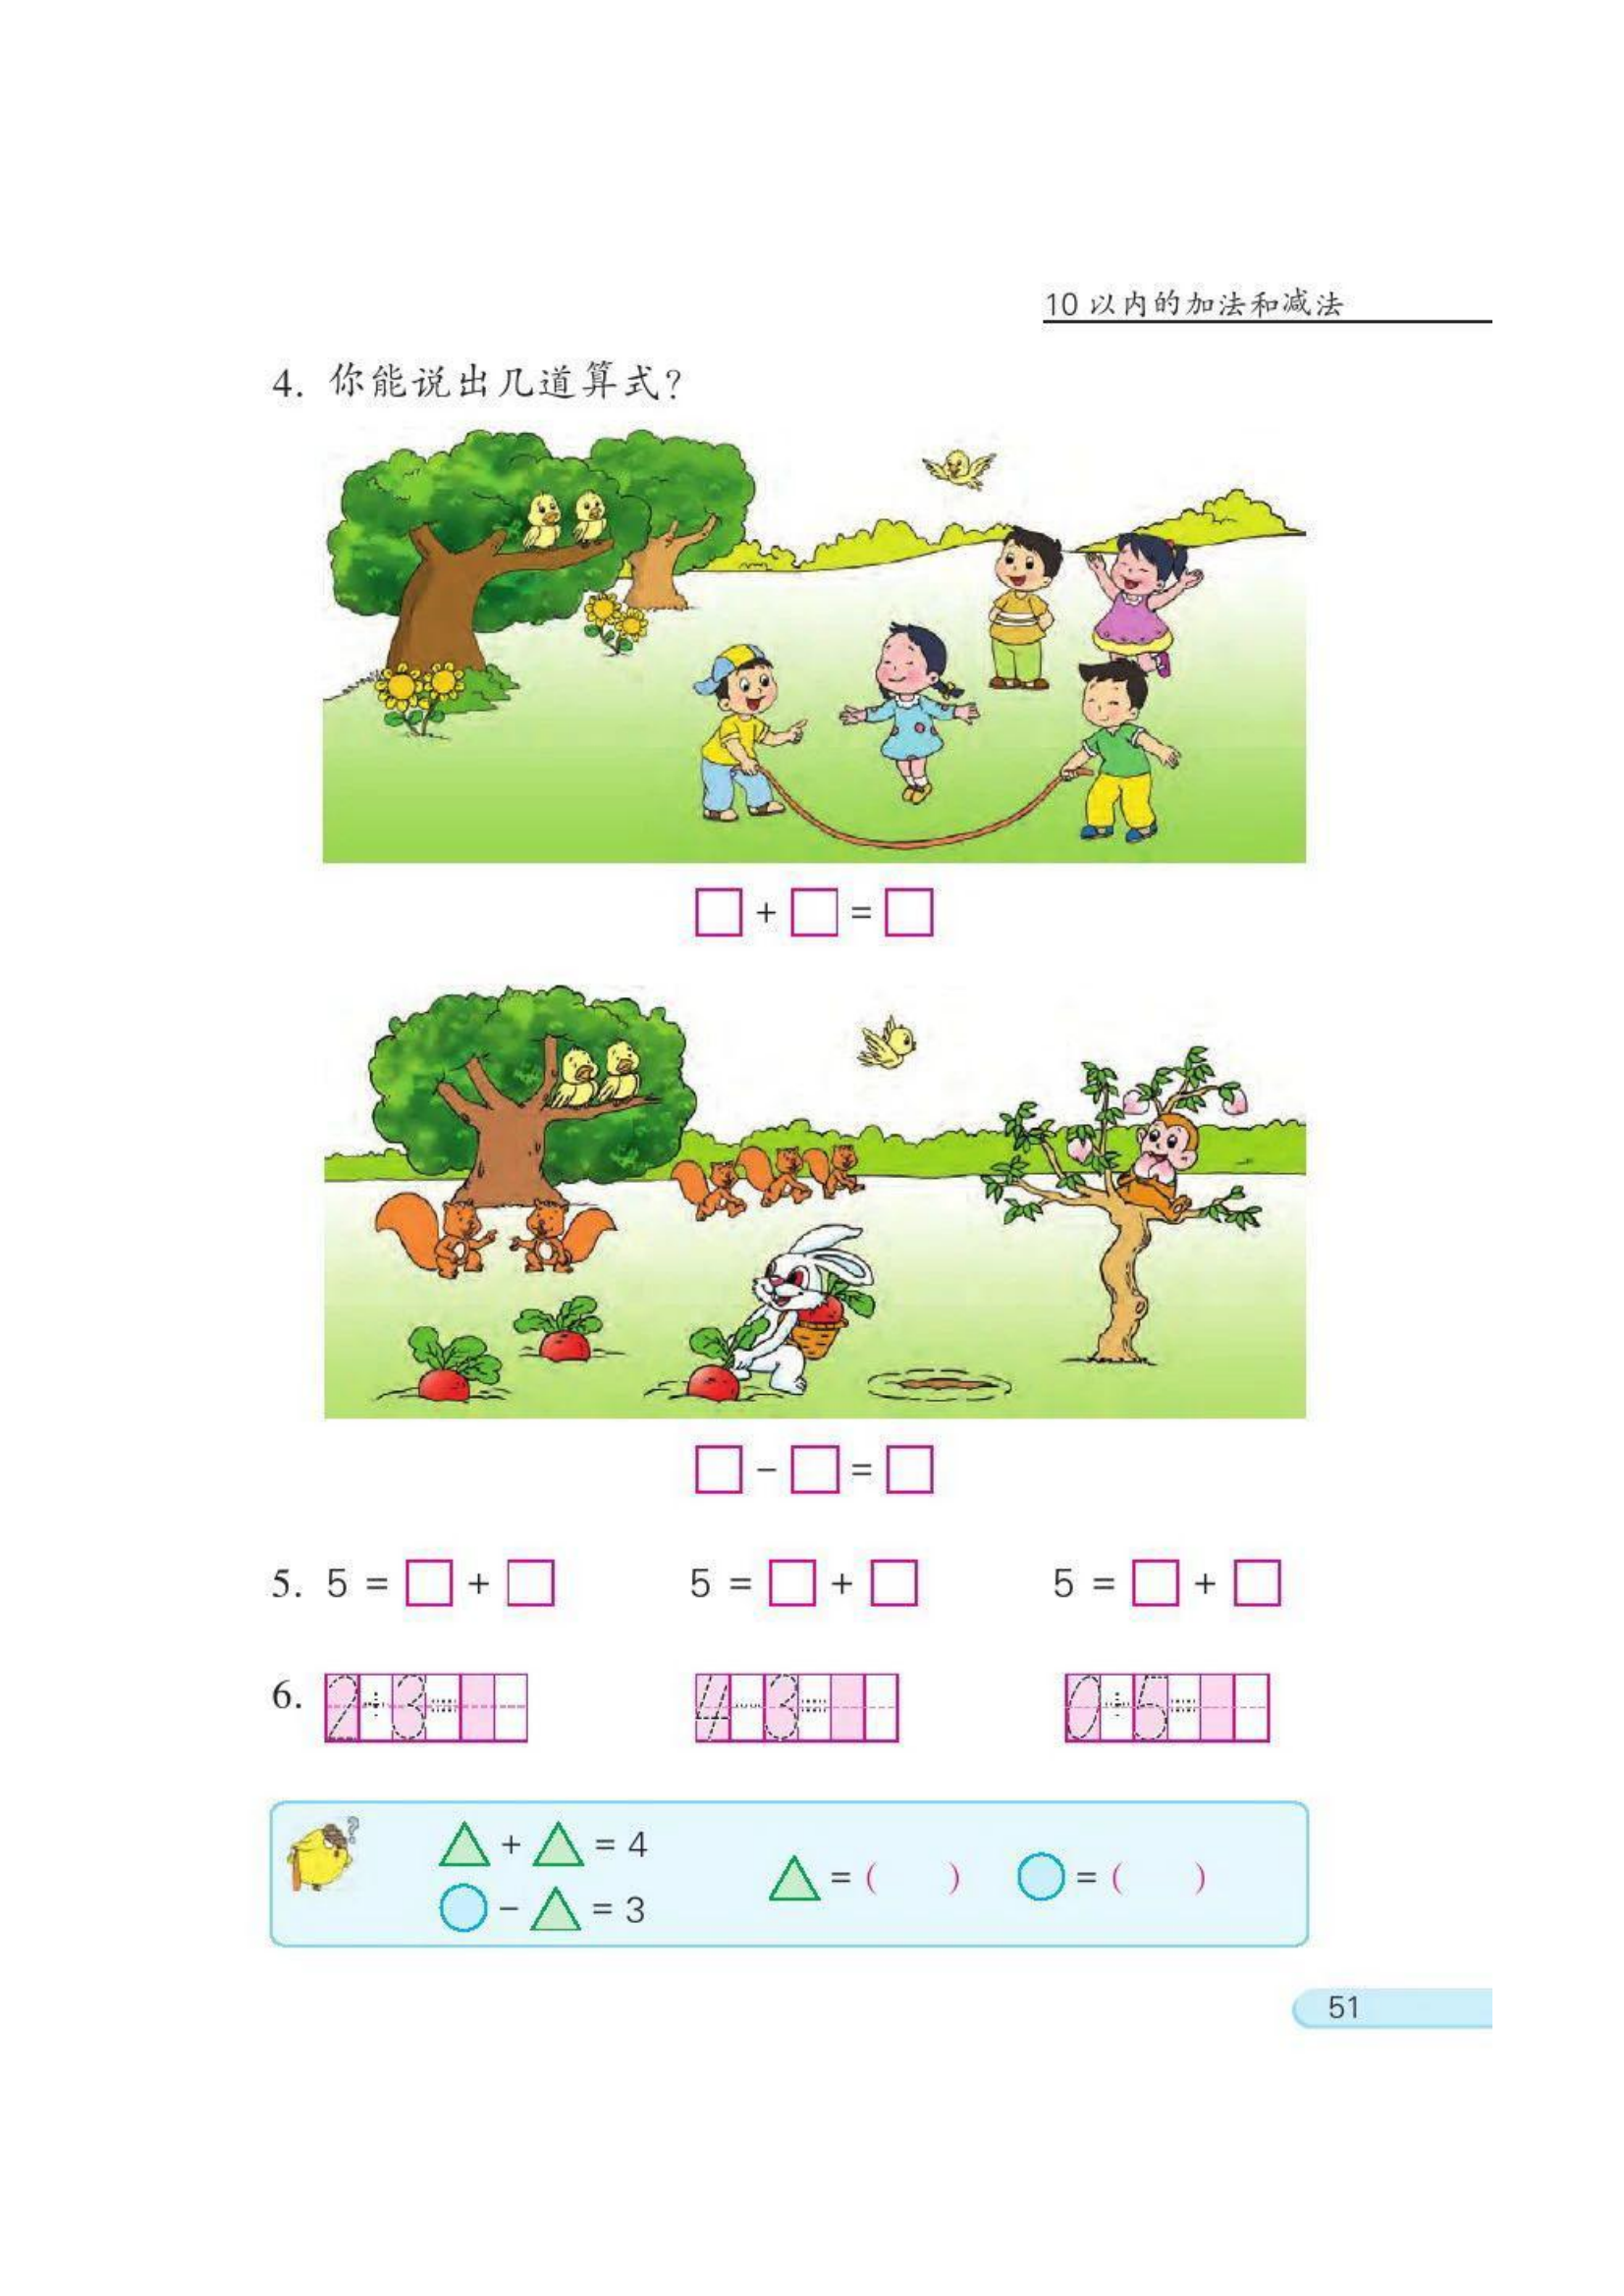 10 以内的加法和减法
4. 你能说出几道算式?
□ + □ = □
□ - □ = □
5. 5 = □ + □ 5 = □ + □ 5 = □ + □
6. 2+3= 4-3= 0+5=
?
△ + △ = 4
○ - △ = 3
△ = ( ) ○ = ( )
51